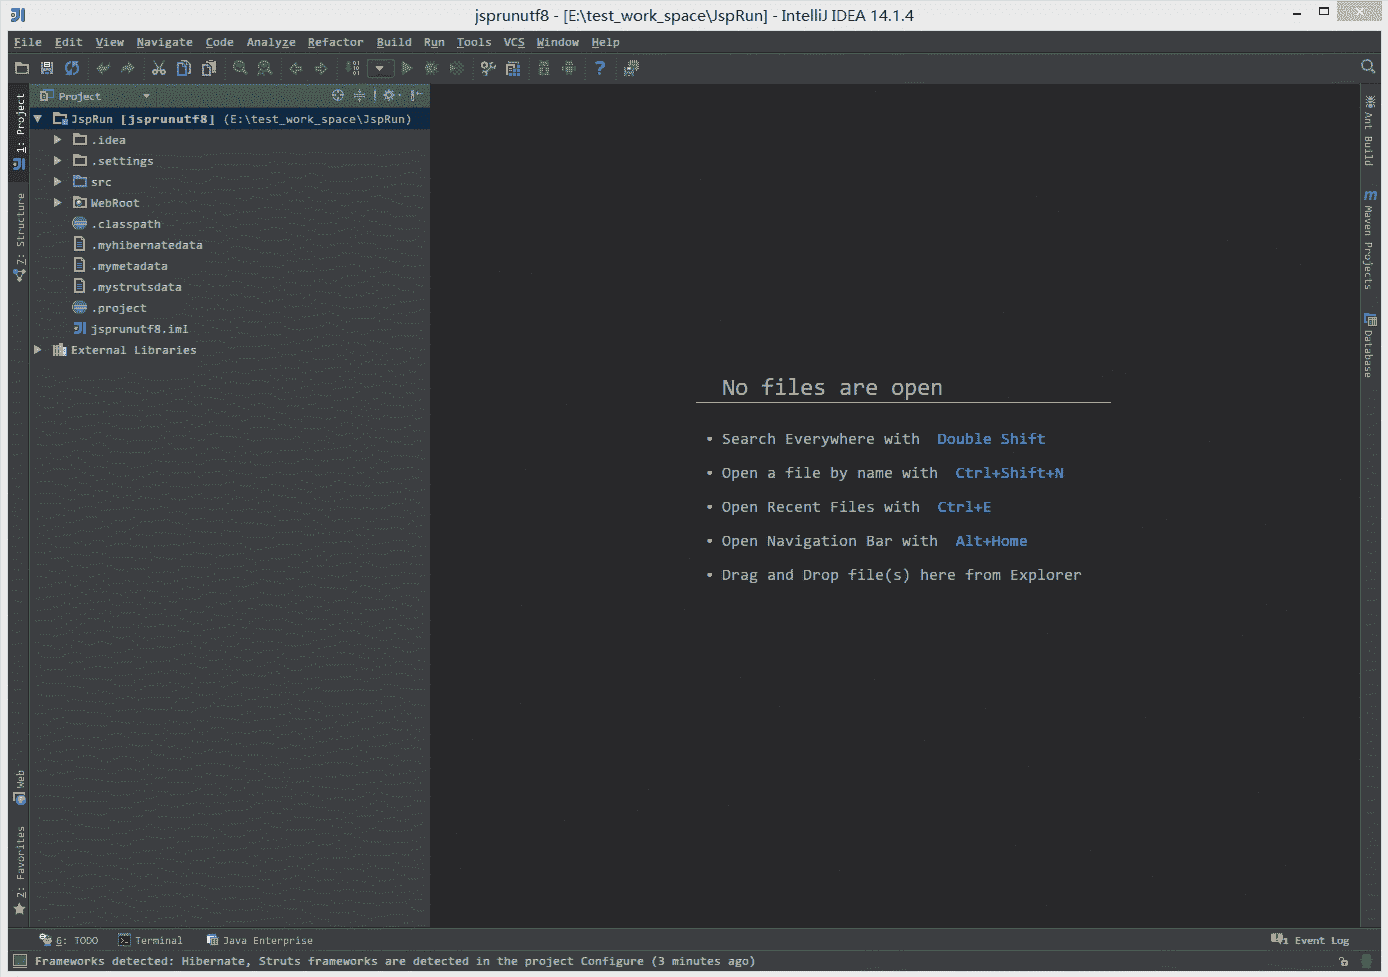 jsprunutf8 - [E:\test_work_space\JspRun] - IntelliJ IDEA 14.1.4
File Edit View Navigate Code Analyze Refactor Build Run Tools VCS Window Help
Project
1: Project
7: Structure
Web
2: Favorites
JspRun [jsprunutf8] (E:\test_work_space\JspRun)
.idea
.settings
src
WebRoot
.classpath
.myhibernatedata
.mymetadata
.mystrutsdata
.project
jsprunutf8.iml
External Libraries
No files are open
• Search Everywhere with Double Shift
• Open a file by name with Ctrl+Shift+N
• Open Recent Files with Ctrl+E
• Open Navigation Bar with Alt+Home
• Drag and Drop file(s) here from Explorer
Ant Build
Maven Projects
Database
6: TODO Terminal Java Enterprise 1 Event Log
Frameworks detected: Hibernate, Struts frameworks are detected in the project Configure (3 minutes ago)